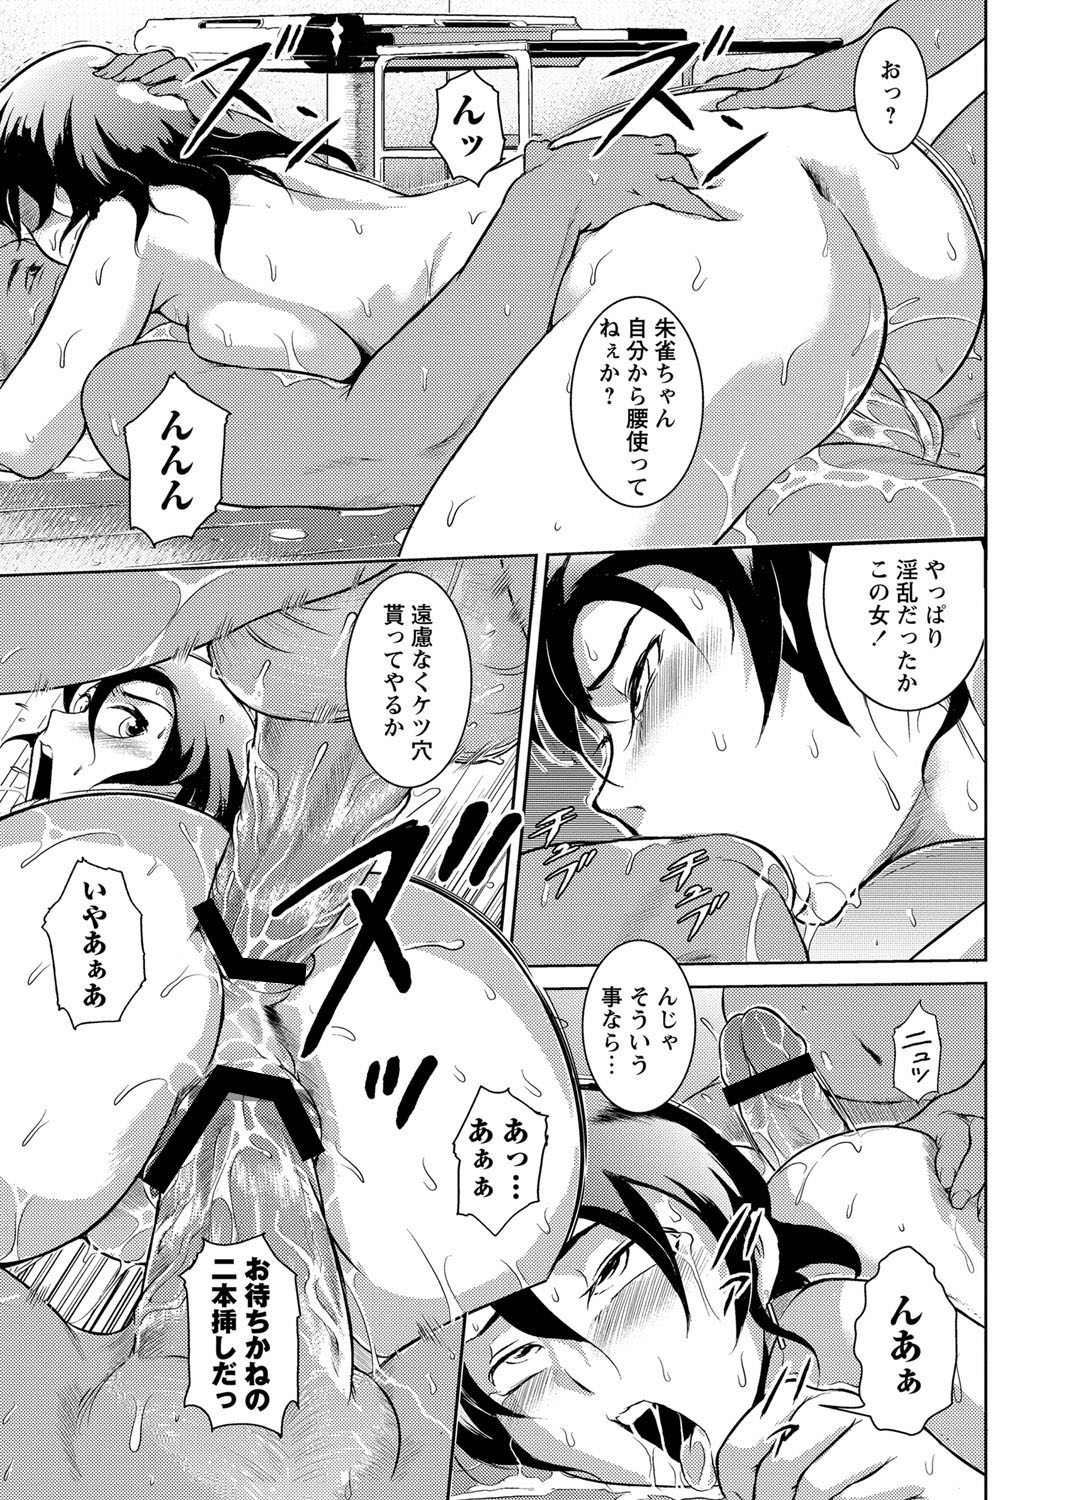 おっ?
ズン
ズン
んッ
朱雀ちゃん
自分から腰使って
ねぇか?
んんん
やっぱり
淫乱だったか
この女!
チュブ
チュブ
んじゃ
そういう
事なら…
ニュッ
んあぁ
遠慮なくケツ穴
貰ってやるか
ズブ
いやあぁあ
あっ…
あぁぁ
お待ちかねの
二本挿しだっ